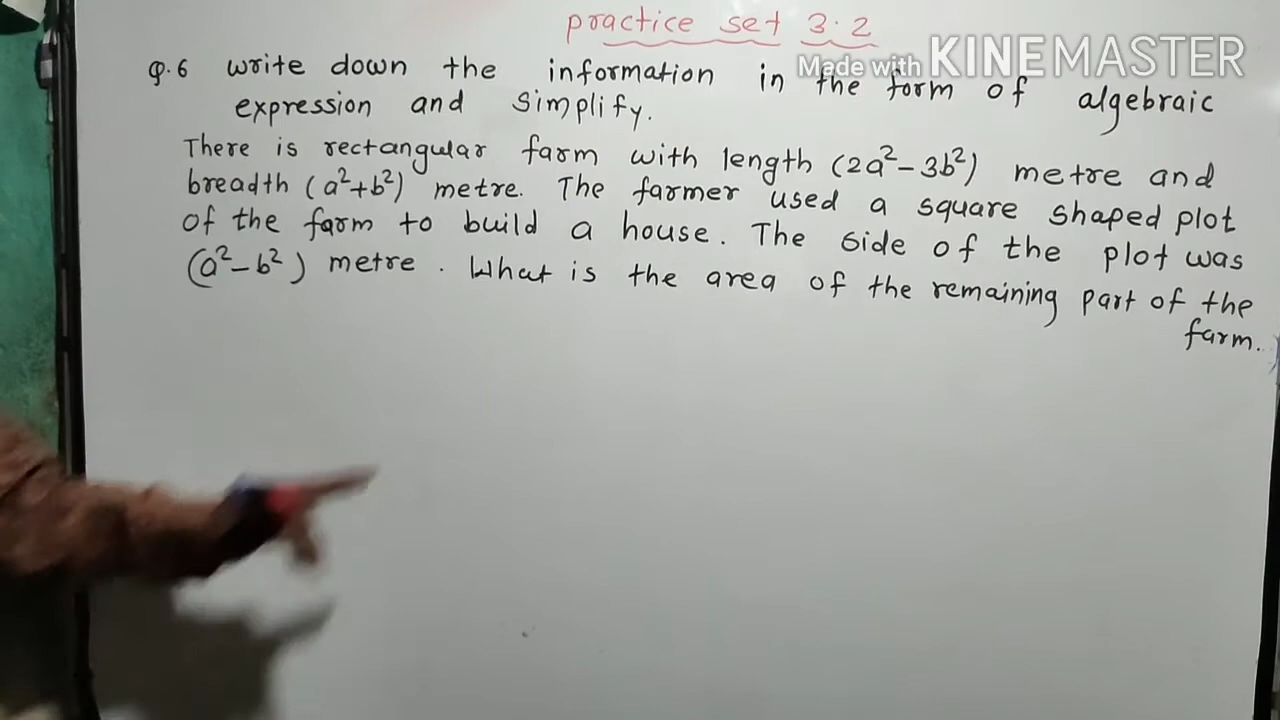 practice set 3.2
Made with KINEMASTER
Q.6 write down the information in the form of algebraic
expression and simplify.
There is rectangular farm with length (2a²-3b²) metre and
breadth (a²+b²) metre. The farmer used a square shaped plot
of the farm to build a house. The side of the plot was
(a²-b²) metre. What is the area of the remaining part of the
farm.